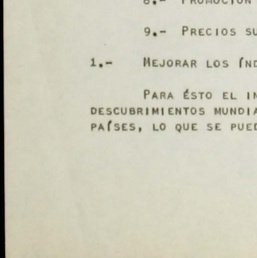 8.- PROMOCIÓN
9.- PRECIOS SU
1.- MEJORAR LOS ÍND
PARA ÉSTO EL IN
DESCUBRIMIENTOS MUNDIA
PAÍSES, LO QUE SE PUED